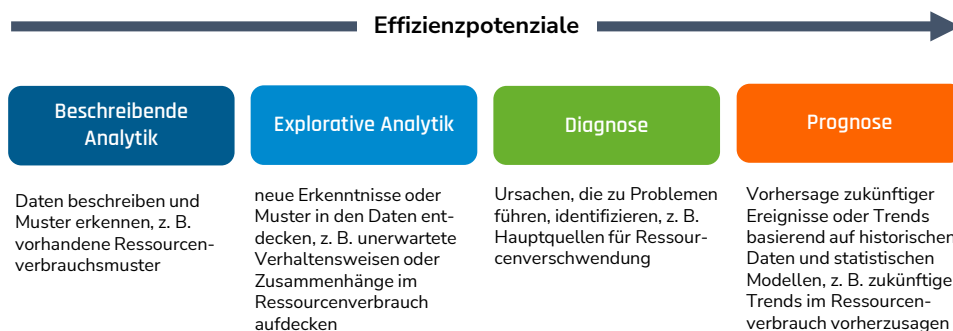 Effizienzpotenziale
Beschreibende
Analytik
Explorative Analytik
Diagnose
Prognose
Daten beschreiben und
Muster erkennen, z. B.
vorhandene Ressourcen-
verbrauchsmuster
neue Erkenntnisse oder
Muster in den Daten ent-
decken, z. B. unerwartete
Verhaltensweisen oder
Zusammenhänge im
Ressourcenverbrauch
aufdecken
Ursachen, die zu Problemen
führen, identifizieren, z. B.
Hauptquellen für Ressour-
cenverschwendung
Vorhersage zukünftiger
Ereignisse oder Trends
basierend auf historischen
Daten und statistischen
Modellen, z. B. zukünftige
Trends im Ressourcen-
verbrauch vorherzusagen